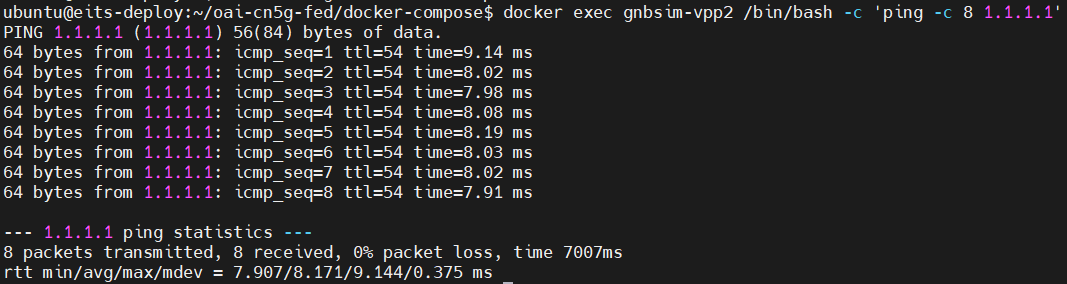 ubuntu@eits-deploy:~/oai-cn5g-fed/docker-compose$ docker exec gnbsim-vpp2 /bin/bash -c 'ping -c 8 1.1.1.1'
PING 1.1.1.1 (1.1.1.1) 56(84) bytes of data.
64 bytes from 1.1.1.1: icmp_seq=1 ttl=54 time=9.14 ms
64 bytes from 1.1.1.1: icmp_seq=2 ttl=54 time=8.02 ms
64 bytes from 1.1.1.1: icmp_seq=3 ttl=54 time=7.98 ms
64 bytes from 1.1.1.1: icmp_seq=4 ttl=54 time=8.08 ms
64 bytes from 1.1.1.1: icmp_seq=5 ttl=54 time=8.19 ms
64 bytes from 1.1.1.1: icmp_seq=6 ttl=54 time=8.03 ms
64 bytes from 1.1.1.1: icmp_seq=7 ttl=54 time=8.02 ms
64 bytes from 1.1.1.1: icmp_seq=8 ttl=54 time=7.91 ms

--- 1.1.1.1 ping statistics ---
8 packets transmitted, 8 received, 0% packet loss, time 7007ms
rtt min/avg/max/mdev = 7.907/8.171/9.144/0.375 ms